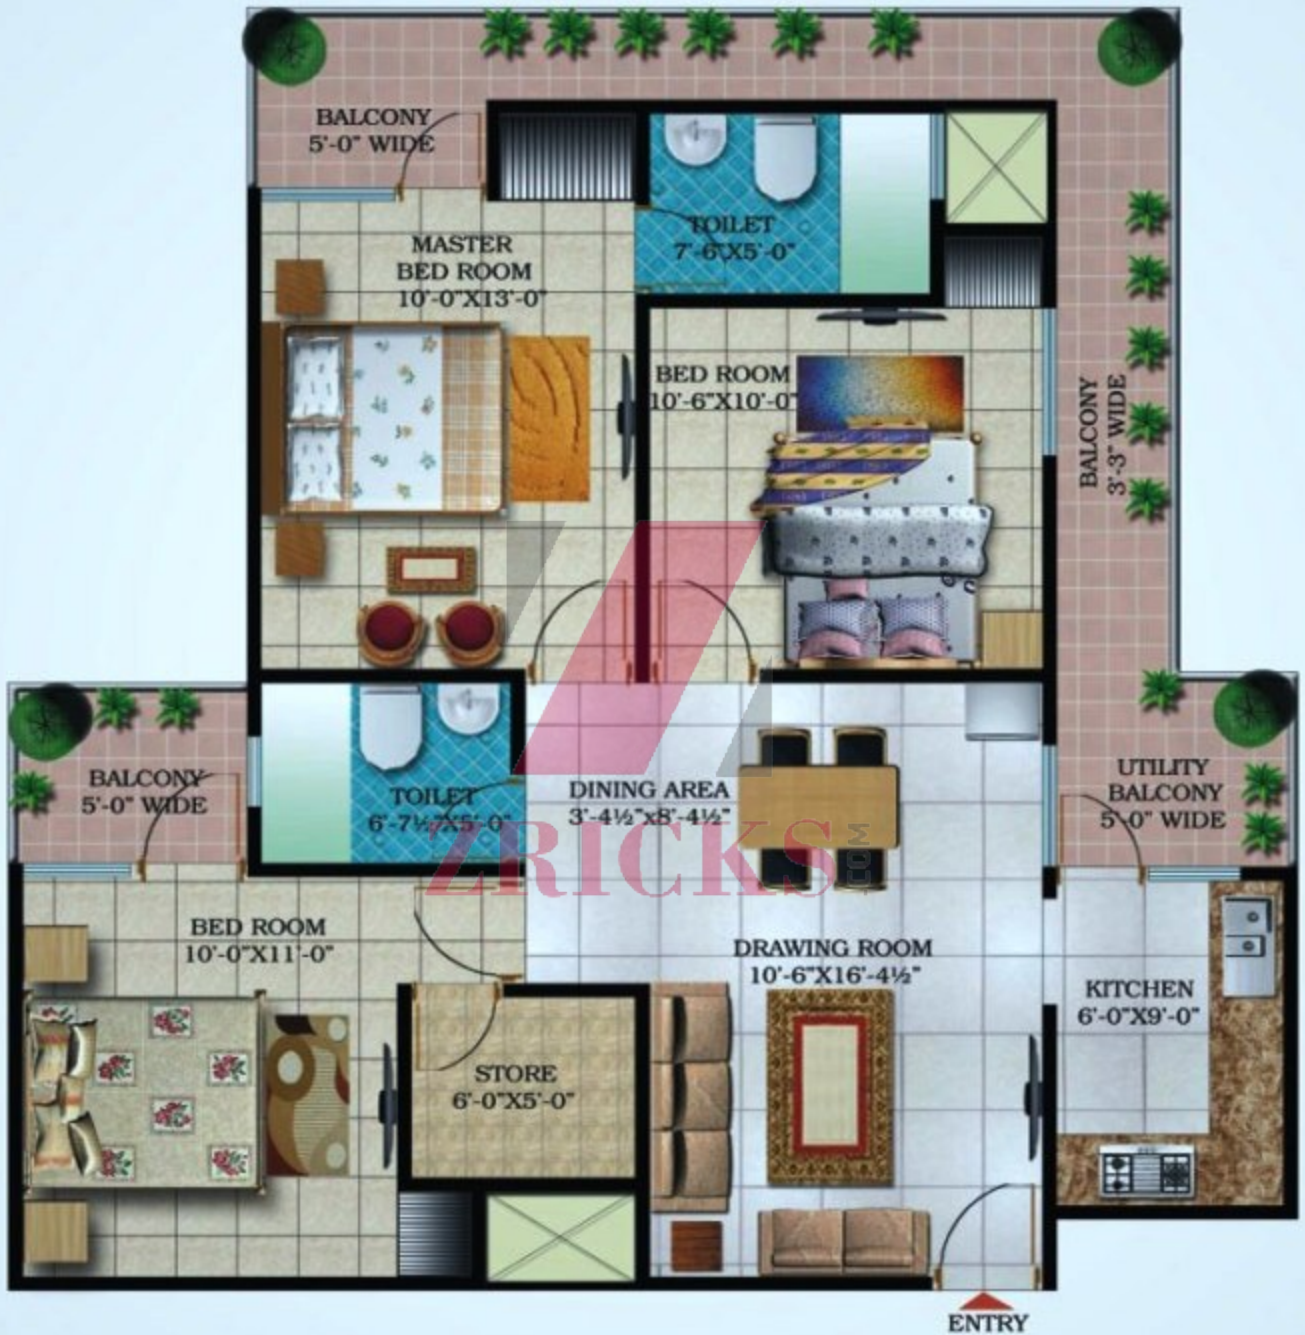 BALCONY
5'-0" WIDE
TOILET
7'-6"X5'-0"
MASTER
BED ROOM
10'-0"X13'-0"
BED ROOM
10'-6"X10'-0"
BALCONY
3'-3" WIDE
BALCONY
5'-0" WIDE
TOILET
6'-7½"X5'-0"
DINING AREA
3'-4½"x8'-4½"
UTILITY
BALCONY
5'-0" WIDE
ZRICKS
.COM
BED ROOM
10'-0"X11'-0"
DRAWING ROOM
10'-6"X16'-4½"
KITCHEN
6'-0"X9'-0"
STORE
6'-0"X5'-0"
ENTRY